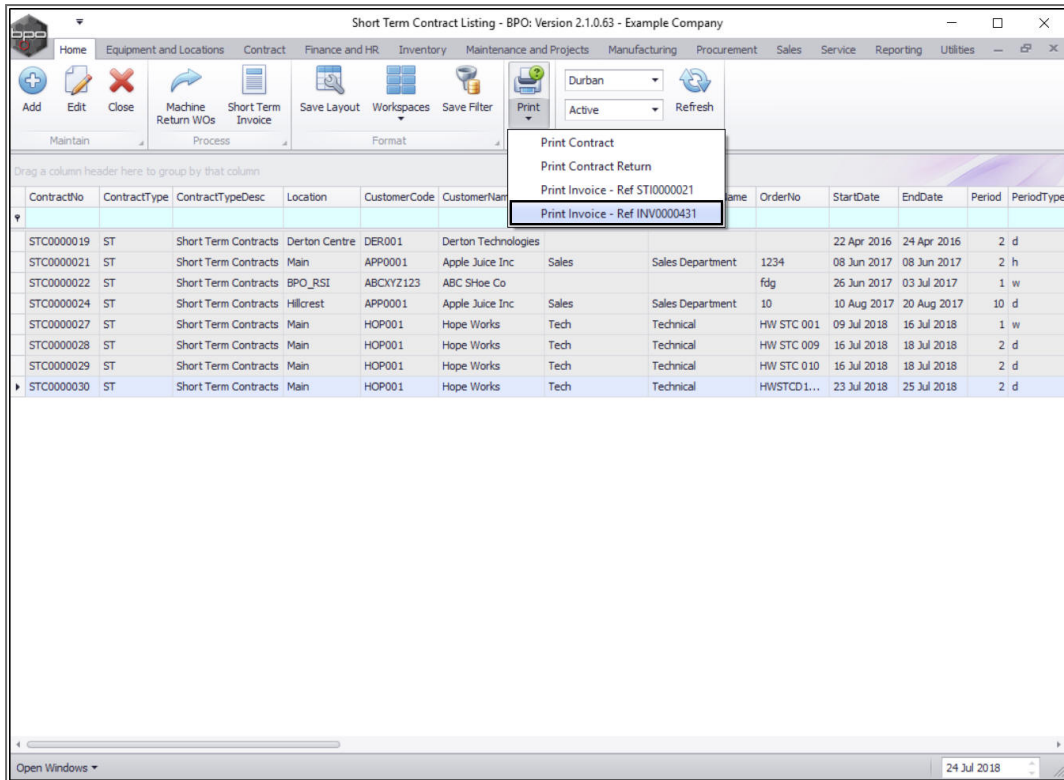 bpo
Short Term Contract Listing - BPO: Version 2.1.0.63 - Example Company
Home Equipment and Locations Contract Finance and HR Inventory Maintenance and Projects Manufacturing Procurement Sales Service Reporting Utilities
Add Edit Close Machine Return WOs Short Term Invoice Save Layout Workspaces Save Filter Print Durban Active Refresh
Maintain Process Format
Print Contract
Print Contract Return
Print Invoice - Ref STI0000021
Print Invoice - Ref INV0000431
Drag a column header here to group by that column
ContractNo ContractType ContractTypeDesc Location CustomerCode CustomerNam ame OrderNo StartDate EndDate Period PeriodType
STC0000019 ST Short Term Contracts Derton Centre DER001 Derton Technologies 22 Apr 2016 24 Apr 2016 2 d
STC0000021 ST Short Term Contracts Main APP0001 Apple Juice Inc Sales Sales Department 1234 08 Jun 2017 08 Jun 2017 2 h
STC0000022 ST Short Term Contracts BPO_RSI ABCXYZ123 ABC SHoe Co fdg 26 Jun 2017 03 Jul 2017 1 w
STC0000024 ST Short Term Contracts Hillcrest APP0001 Apple Juice Inc Sales Sales Department 10 10 Aug 2017 20 Aug 2017 10 d
STC0000027 ST Short Term Contracts Main HOP001 Hope Works Tech Technical HW STC 001 09 Jul 2018 16 Jul 2018 1 w
STC0000028 ST Short Term Contracts Main HOP001 Hope Works Tech Technical HW STC 009 16 Jul 2018 18 Jul 2018 2 d
STC0000029 ST Short Term Contracts Main HOP001 Hope Works Tech Technical HW STC 010 16 Jul 2018 18 Jul 2018 2 d
STC0000030 ST Short Term Contracts Main HOP001 Hope Works Tech Technical HWSTCD1... 23 Jul 2018 25 Jul 2018 2 d
Open Windows 24 Jul 2018